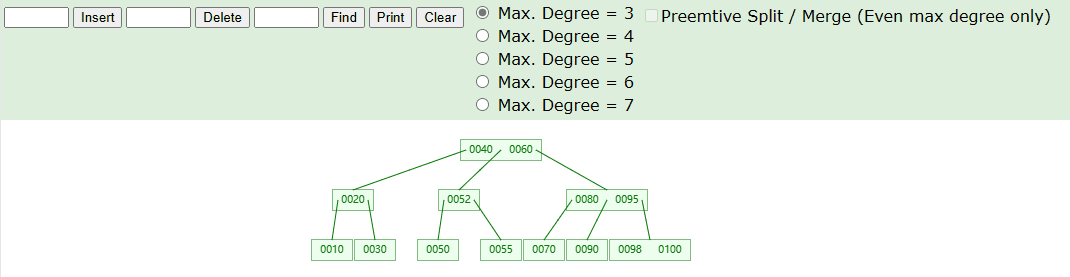 Insert Delete Find Print Clear Max. Degree = 3 Preemtive Split / Merge (Even max degree only)
Max. Degree = 4
Max. Degree = 5
Max. Degree = 6
Max. Degree = 7
0040 0060
0020 0052 0080 0095
0010 0030 0050 0055 0070 0090 0098 0100